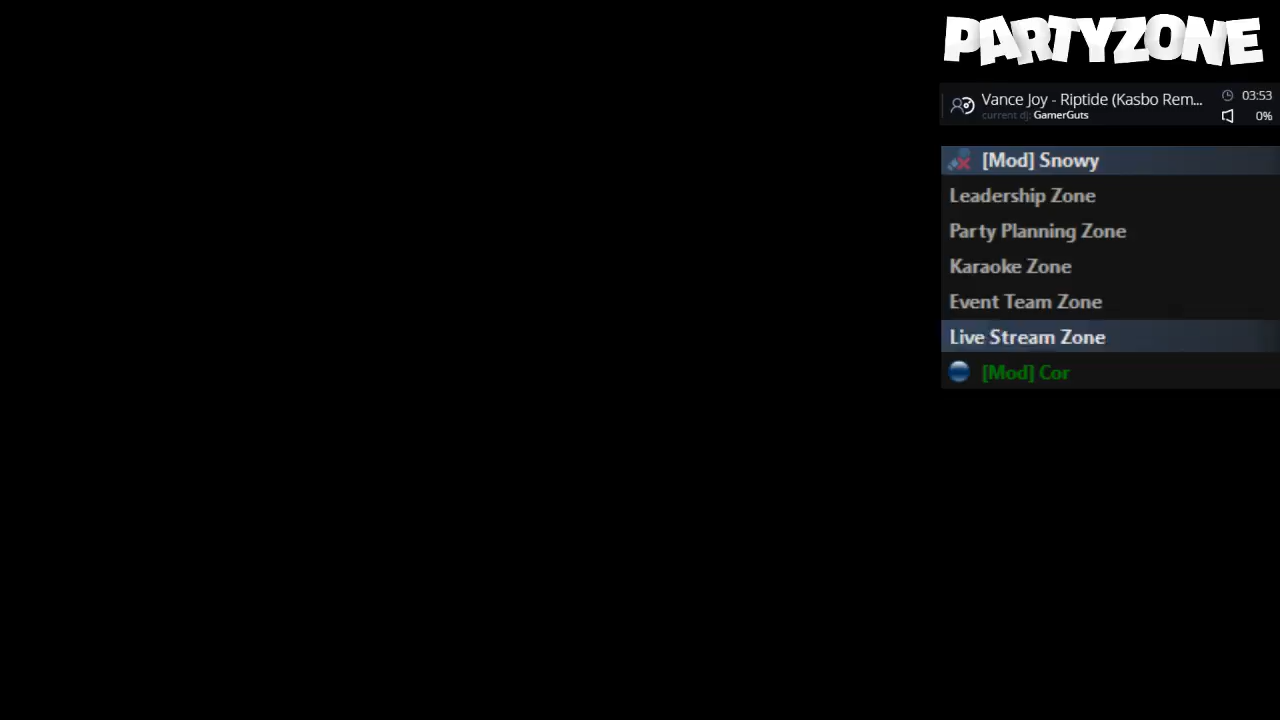 PARTYZONE
Vance Joy - Riptide (Kasbo Rem...
03:53
current dj: GamerGuts
0%
[Mod] Snowy
Leadership Zone
Party Planning Zone
Karaoke Zone
Event Team Zone
Live Stream Zone
[Mod] Cor